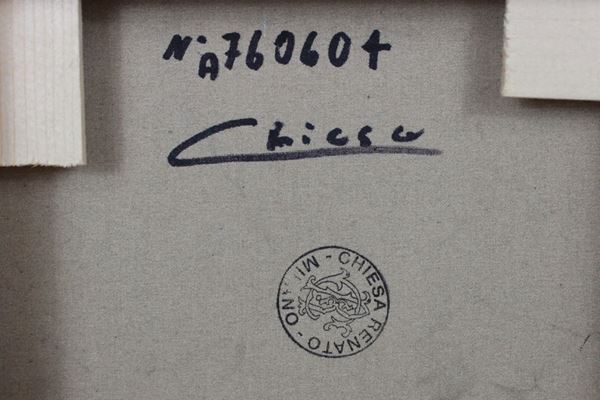 N·A760604
Chiesa
CHIESA RENATO - MILANO -